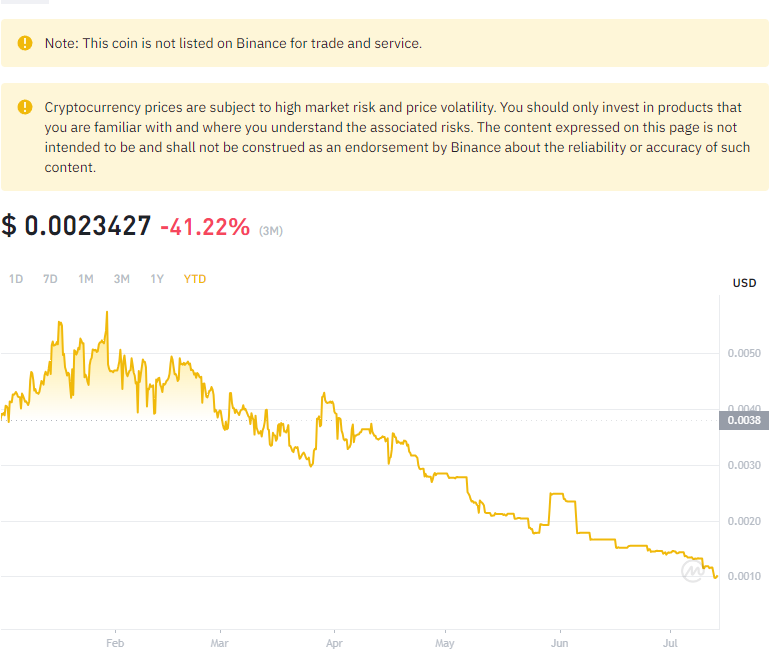 Note: This coin is not listed on Binance for trade and service.
Cryptocurrency prices are subject to high market risk and price volatility. You should only invest in products that
you are familiar with and where you understand the associated risks. The content expressed on this page is not
intended to be and shall not be construed as an endorsement by Binance about the reliability or accuracy of such
content.
$ 0.0023427 -41.22% (3M)
1D 7D 1M 3M 1Y YTD
USD
0.0050
0.0040
0.0038
0.0030
0.0020
0.0010
Feb Mar Apr May Jun Jul